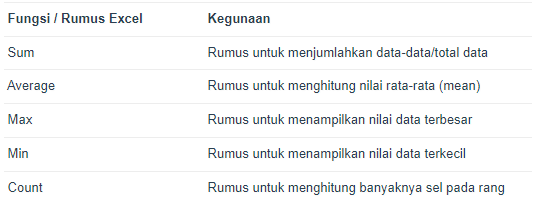 Fungsi / Rumus Excel Kegunaan
Sum Rumus untuk menjumlahkan data-data/total data
Average Rumus untuk menghitung nilai rata-rata (mean)
Max Rumus untuk menampilkan nilai data terbesar
Min Rumus untuk menampilkan nilai data terkecil
Count Rumus untuk menghitung banyaknya sel pada rang